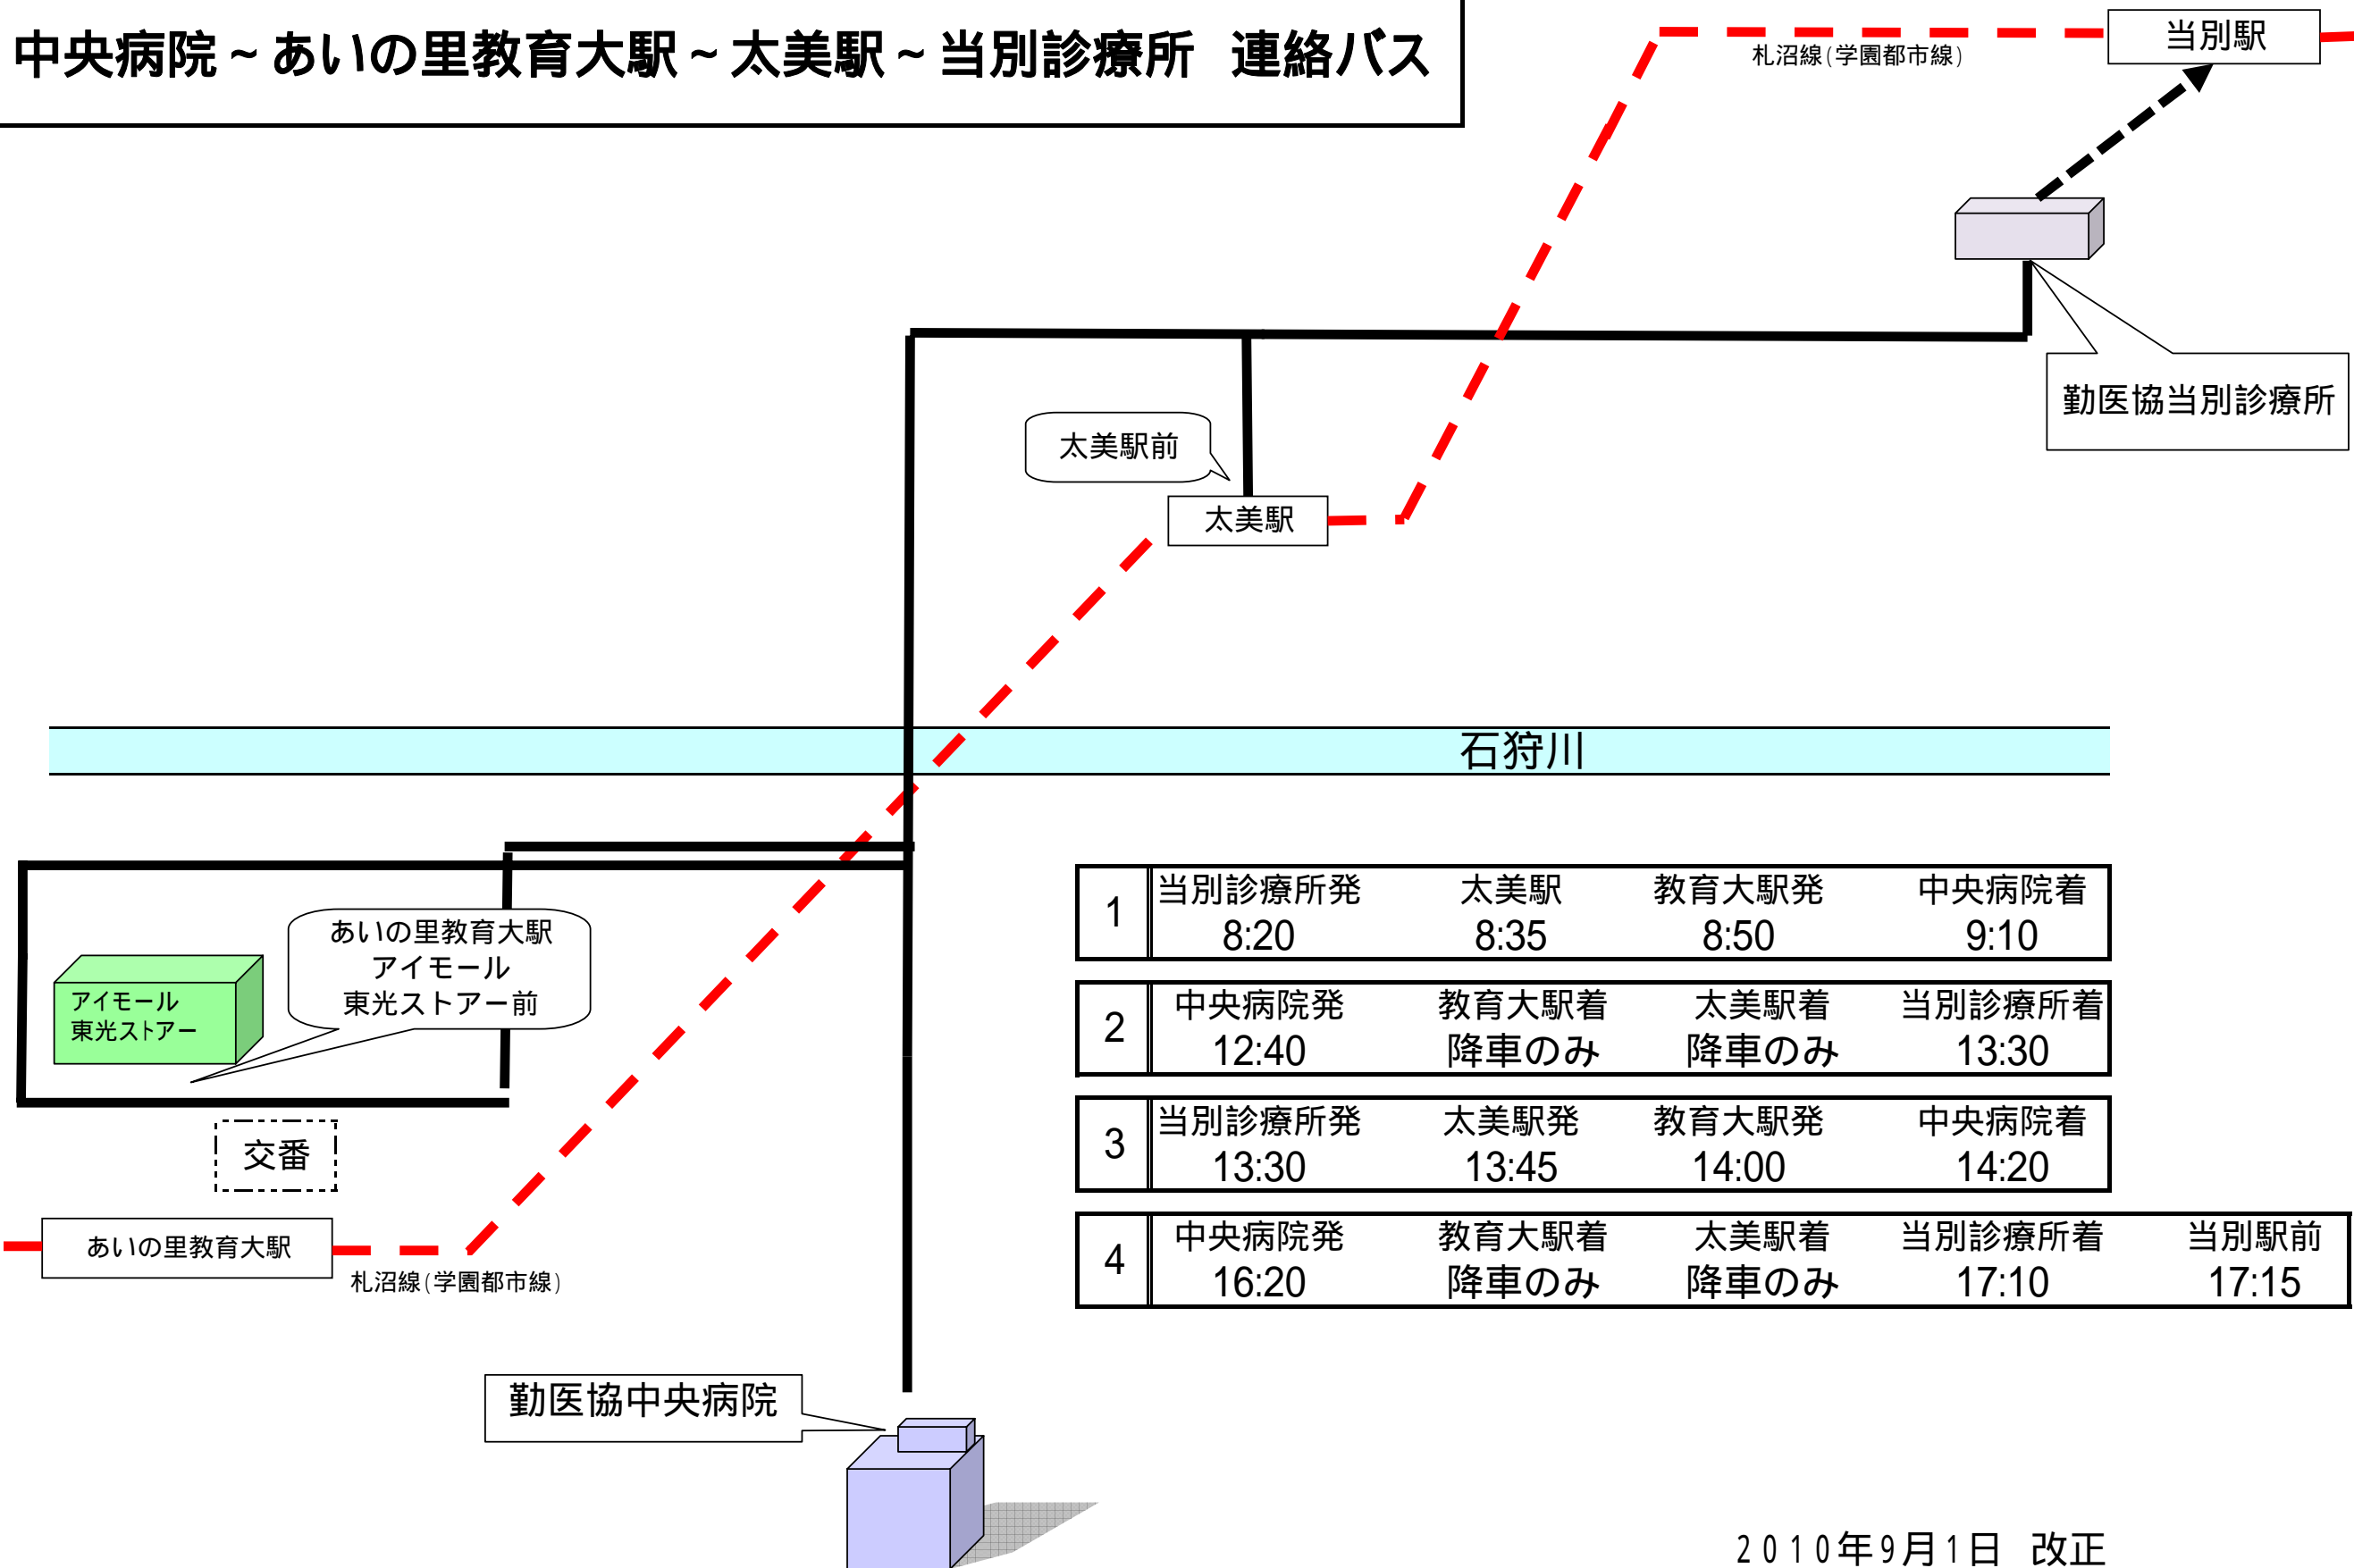 中央病院～あいの里教育大駅～太美駅～当別診療所　連絡バス
当別駅
札沼線(学園都市線)
勤医協当別診療所
太美駅前
太美駅
石狩川
あいの里教育大駅
アイモール
東光ストアー前
アイモール
東光ストアー
交番
あいの里教育大駅
札沼線(学園都市線)
勤医協中央病院
1 当別診療所発 太美駅 教育大駅発 中央病院着
8:20 8:35 8:50 9:10
2 中央病院発 教育大駅着 太美駅着 当別診療所着
12:40 降車のみ 降車のみ 13:30
3 当別診療所発 太美駅発 教育大駅発 中央病院着
13:30 13:45 14:00 14:20
4 中央病院発 教育大駅着 太美駅着 当別診療所着 当別駅前
16:20 降車のみ 降車のみ 17:10 17:15
２０１０年９月１日　改正